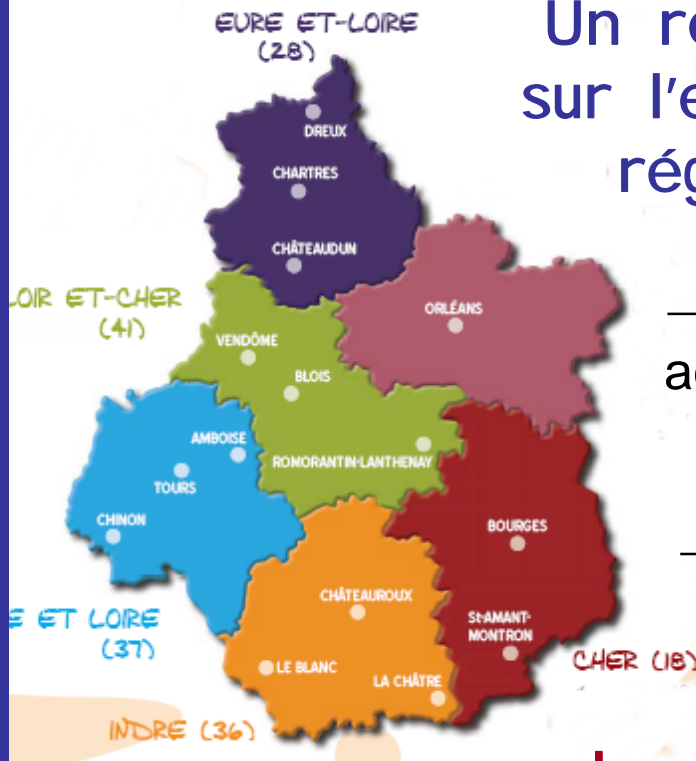 EURE ET-LOIRE
(28)
Un
sur
DREUX
CHARTRES
CHÂTEAUDUN
LOIR ET-CHER
(41)
ORLÉANS
VENDÔME
BLOIS
AMBOISE
ROMORANTIN-LANTHENAY
TOURS
CHINON
BOURGES
ET LOIRE
(37)
CHÂTEAUROUX
St-AMANT-
MONTRON
LE BLANC
LA CHÂTRE
CHER (18)
INDRE (36)